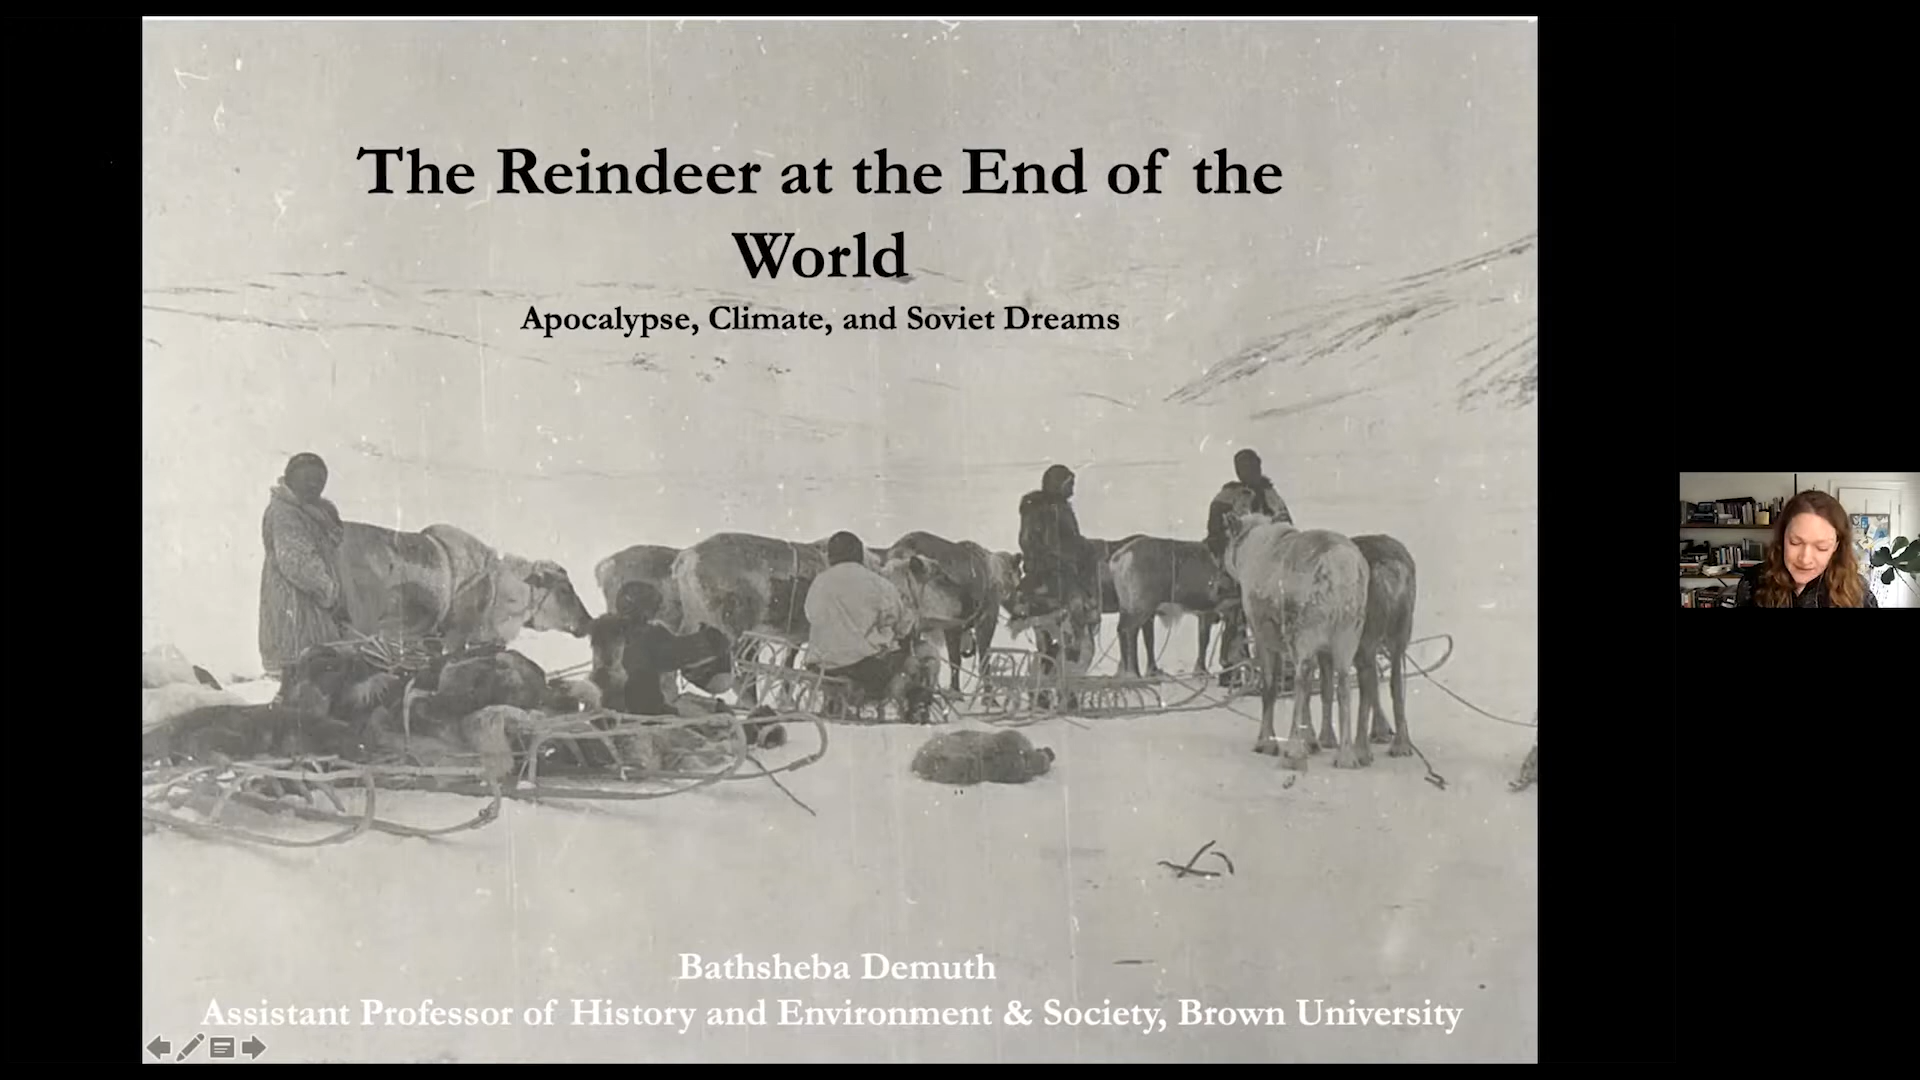 The Reindeer at the End of the
World
Apocalypse, Climate, and Soviet Dreams
Bathsheba Demuth
Assistant Professor of History and Environment & Society, Brown University